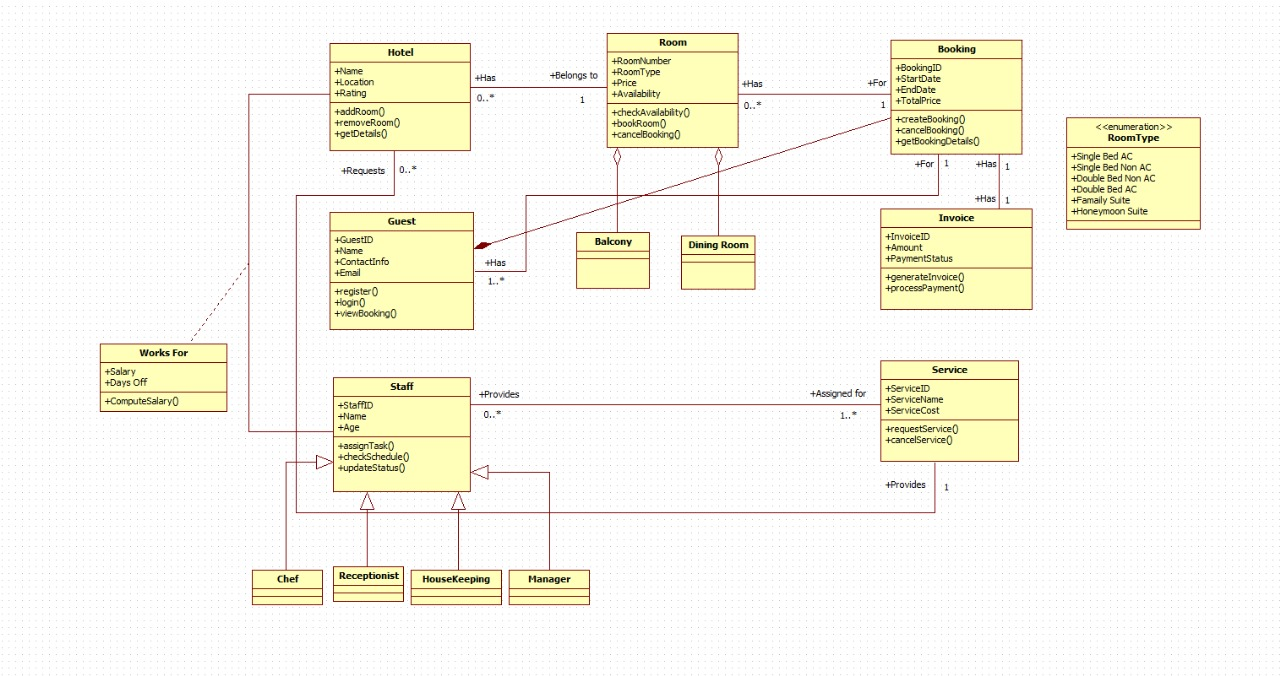 Hotel
+Name
+Location
+Rating
+addRoom()
+removeRoom()
+getDetails()
+Has
0..*
+Belongs to
1
Room
+RoomNumber
+RoomType
+Price
+Availability
+checkAvailability()
+bookRoom()
+cancelBooking()
+Has
0..*
+For
1
Booking
+BookingID
+StartDate
+EndDate
+TotalPrice
+createBooking()
+cancelBooking()
+getBookingDetails()
<<enumeration>>
RoomType
+Single Bed AC
+Single Bed Non AC
+Double Bed Non AC
+Double Bed AC
+Famaily Suite
+Honeymoon Suite
+Requests
0..*
+For
1
+Has
1
+Has
1
Guest
+GuestID
+Name
+ContactInfo
+Email
+register()
+login()
+viewBooking()
+Has
1..*
Balcony
Dining Room
Invoice
+InvoiceID
+Amount
+PaymentStatus
+generateInvoice()
+processPayment()
Works For
+Salary
+Days Off
+ComputeSalary()
Staff
+StaffID
+Name
+Age
+assignTask()
+checkSchedule()
+updateStatus()
+Provides
0..*
+Assigned for
1..*
Service
+ServiceID
+ServiceName
+ServiceCost
+requestService()
+cancelService()
+Provides
1
Chef
Receptionist
HouseKeeping
Manager